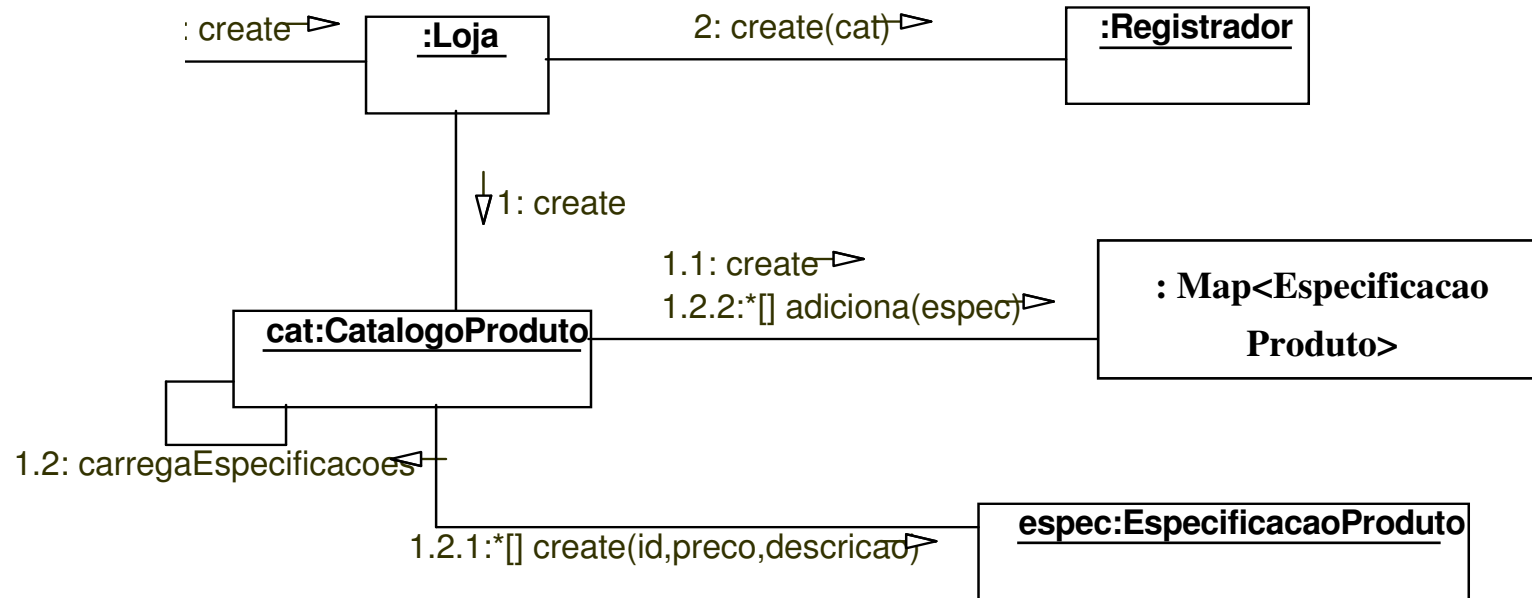 : create
:Loja
2: create(cat)
:Registrador
1: create
1.1: create
1.2.2:*[] adiciona(espec)
: Map<Especificacao
Produto>
cat:CatalogoProduto
1.2: carregaEspecificacoes
espec:EspecificacaoProduto
1.2.1:*[] create(id,preco,descricao)